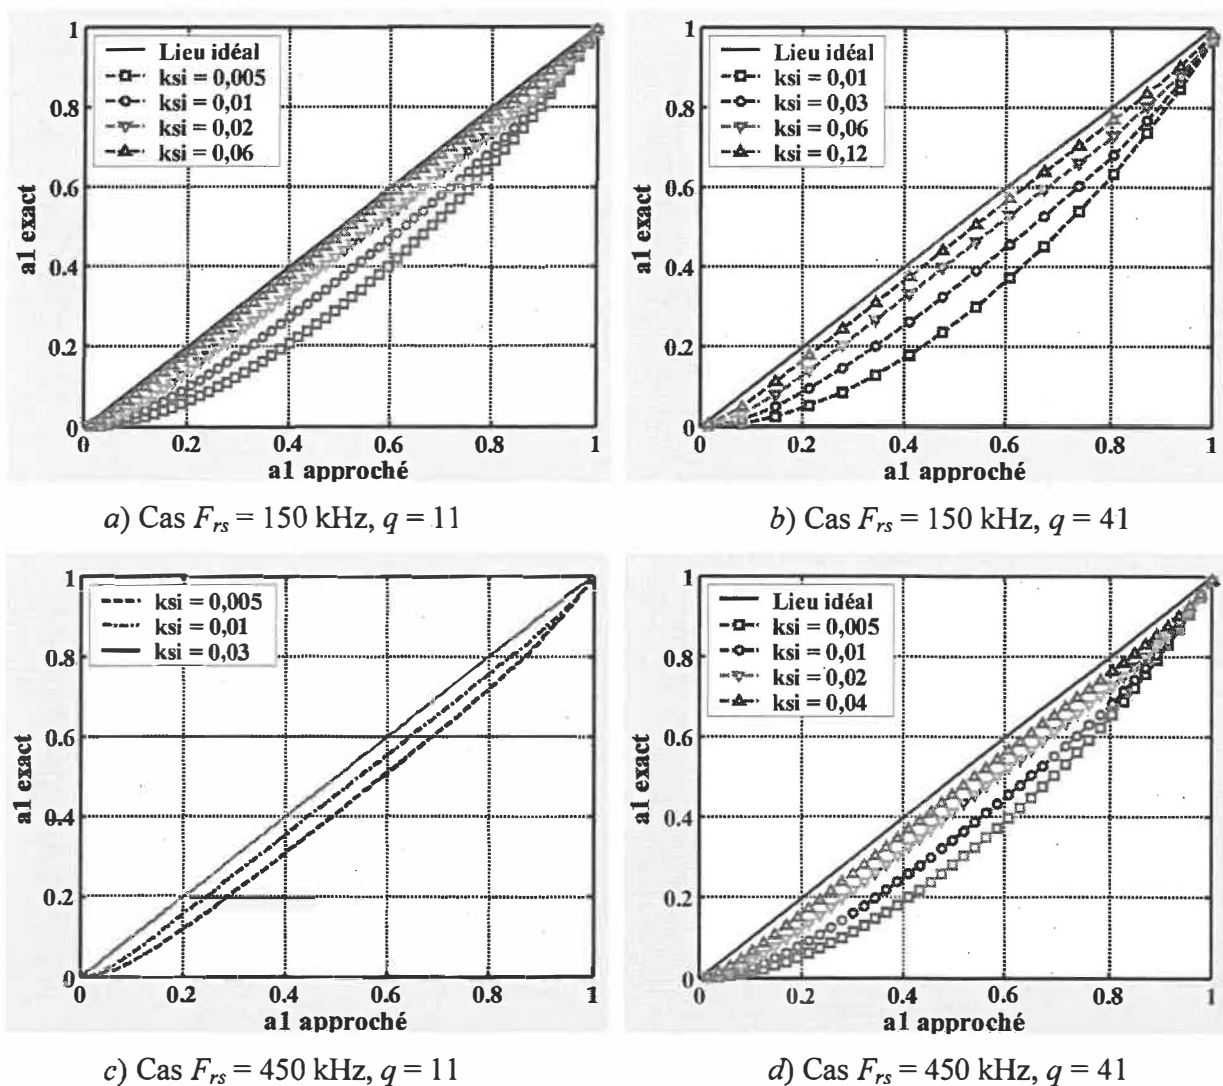 1
0.8
0.6
0.4
0.2
0
Lieu idéal
ksi = 0,005
ksi = 0,01
ksi = 0,02
ksi = 0,06
a1 exact
0 0.2 0.4 0.6 0.8 1
a1 approché
a) Cas Frs = 150 kHz, q = 11
1
0.8
0.6
0.4
0.2
0
Lieu idéal
ksi = 0,01
ksi = 0,03
ksi = 0,06
ksi = 0,12
a1 exact
0 0.2 0.4 0.6 0.8 1
a1 approché
b) Cas Frs = 150 kHz, q = 41
1
0.8
0.6
0.4
0.2
0
ksi = 0,005
ksi = 0,01
ksi = 0,03
a1 exact
0 0.2 0.4 0.6 0.8 1
a1 approché
c) Cas Frs = 450 kHz, q = 11
1
0.8
0.6
0.4
0.2
0
Lieu idéal
ksi = 0,005
ksi = 0,01
ksi = 0,02
ksi = 0,04
a1 exact
0 0.2 0.4 0.6 0.8 1
a1 approché
d) Cas Frs = 450 kHz, q = 41